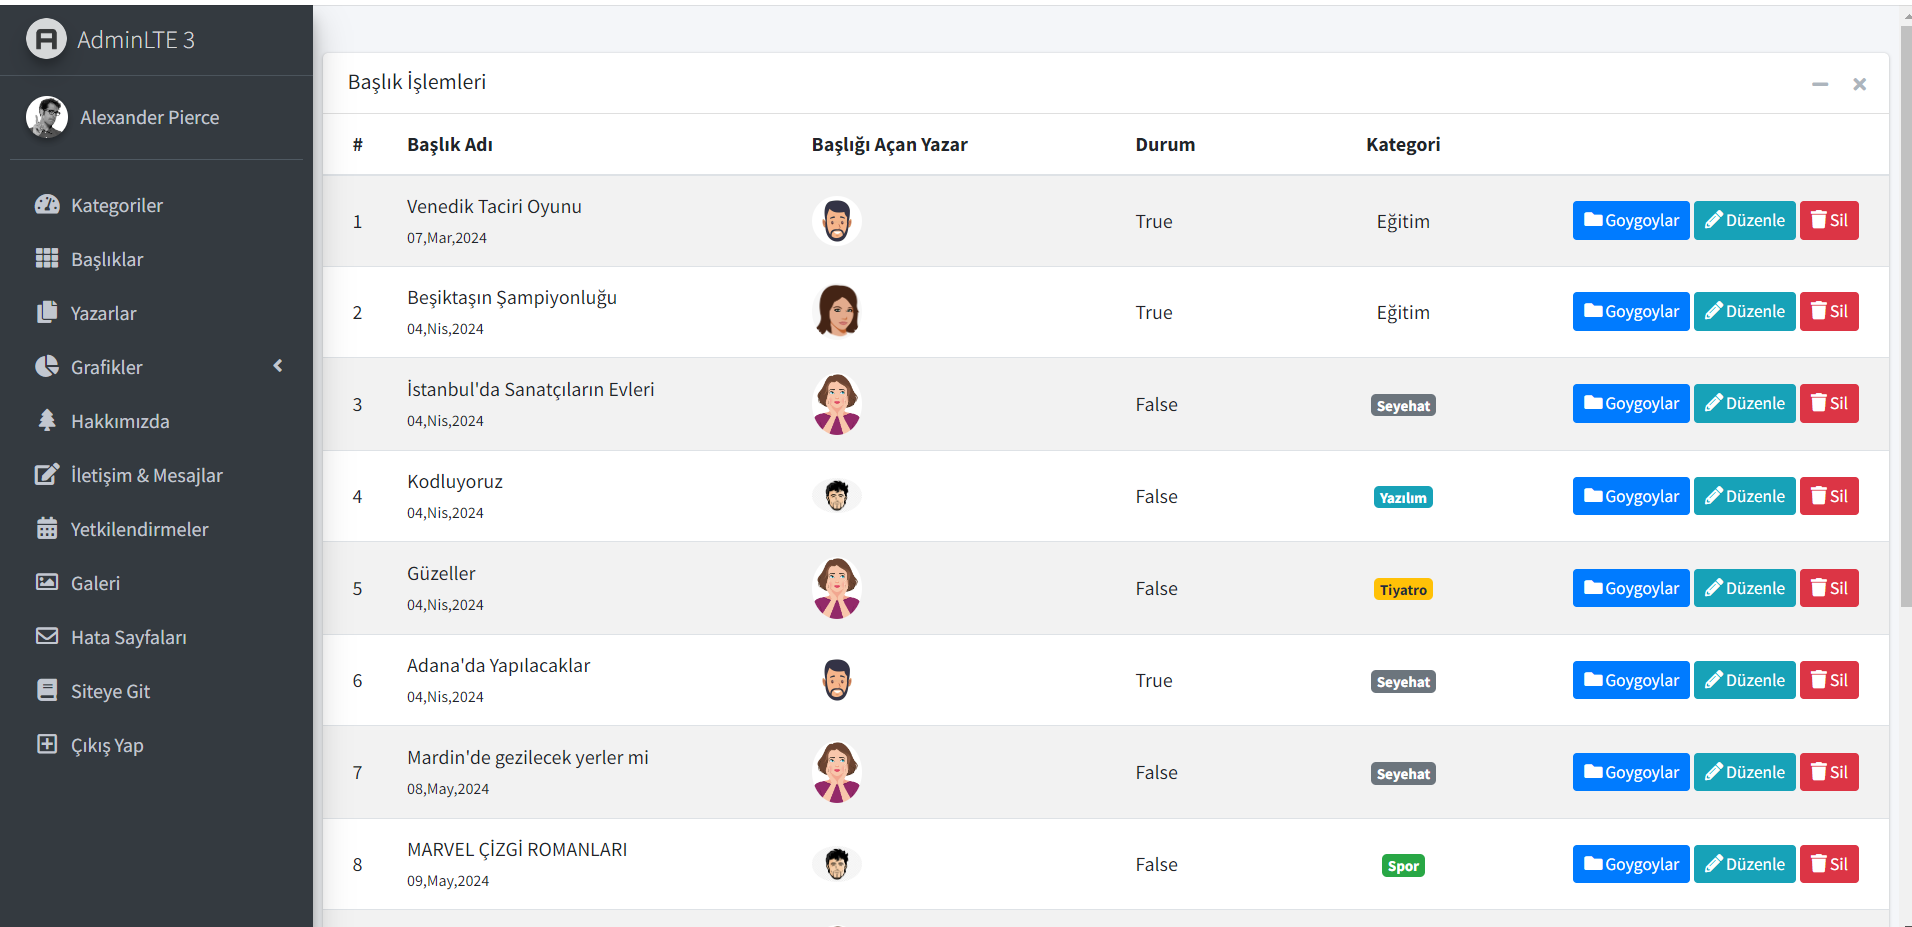 AdminLTE 3
Alexander Pierce
Kategoriler
Başlıklar
Yazarlar
Grafikler
Hakkımızda
İletişim & Mesajlar
Yetkilendirmeler
Galeri
Hata Sayfaları
Siteye Git
Çıkış Yap
Başlık İşlemleri
# Başlık Adı Başlığı Açan Yazar Durum Kategori
1 Venedik Taciri Oyunu True Eğitim Goygoylar Düzenle Sil
07,Mar,2024
2 Beşiktaşın Şampiyonluğu True Eğitim Goygoylar Düzenle Sil
04,Nis,2024
3 İstanbul'da Sanatçıların Evleri False Seyehat Goygoylar Düzenle Sil
04,Nis,2024
4 Kodluyoruz False Yazılım Goygoylar Düzenle Sil
04,Nis,2024
5 Güzeller False Tiyatro Goygoylar Düzenle Sil
04,Nis,2024
6 Adana'da Yapılacaklar True Seyehat Goygoylar Düzenle Sil
04,Nis,2024
7 Mardin'de gezilecek yerler mi False Seyehat Goygoylar Düzenle Sil
08,May,2024
8 MARVEL ÇİZGİ ROMANLARI False Spor Goygoylar Düzenle Sil
09,May,2024